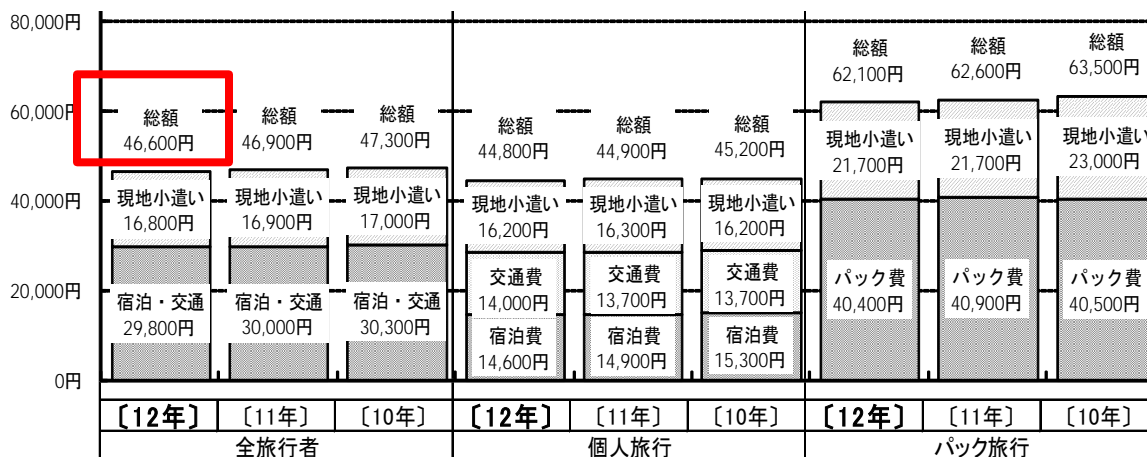 80,000円
60,000円
40,000円
20,000円
0円
総額
46,600円
現地小遣い
16,800円
宿泊・交通
29,800円
総額
46,900円
現地小遣い
16,900円
宿泊・交通
30,000円
総額
47,300円
現地小遣い
17,000円
宿泊・交通
30,300円
総額
44,800円
現地小遣い
16,200円
交通費
14,000円
宿泊費
14,600円
総額
44,900円
現地小遣い
16,300円
交通費
13,700円
宿泊費
14,900円
総額
45,200円
現地小遣い
16,200円
交通費
13,700円
宿泊費
15,300円
総額
62,100円
現地小遣い
21,700円
パック費
40,400円
総額
62,600円
現地小遣い
21,700円
パック費
40,900円
総額
63,500円
現地小遣い
23,000円
パック費
40,500円
〔12年〕 〔11年〕 〔10年〕 〔12年〕 〔11年〕 〔10年〕 〔12年〕 〔11年〕 〔10年〕
全旅行者 個人旅行 パック旅行